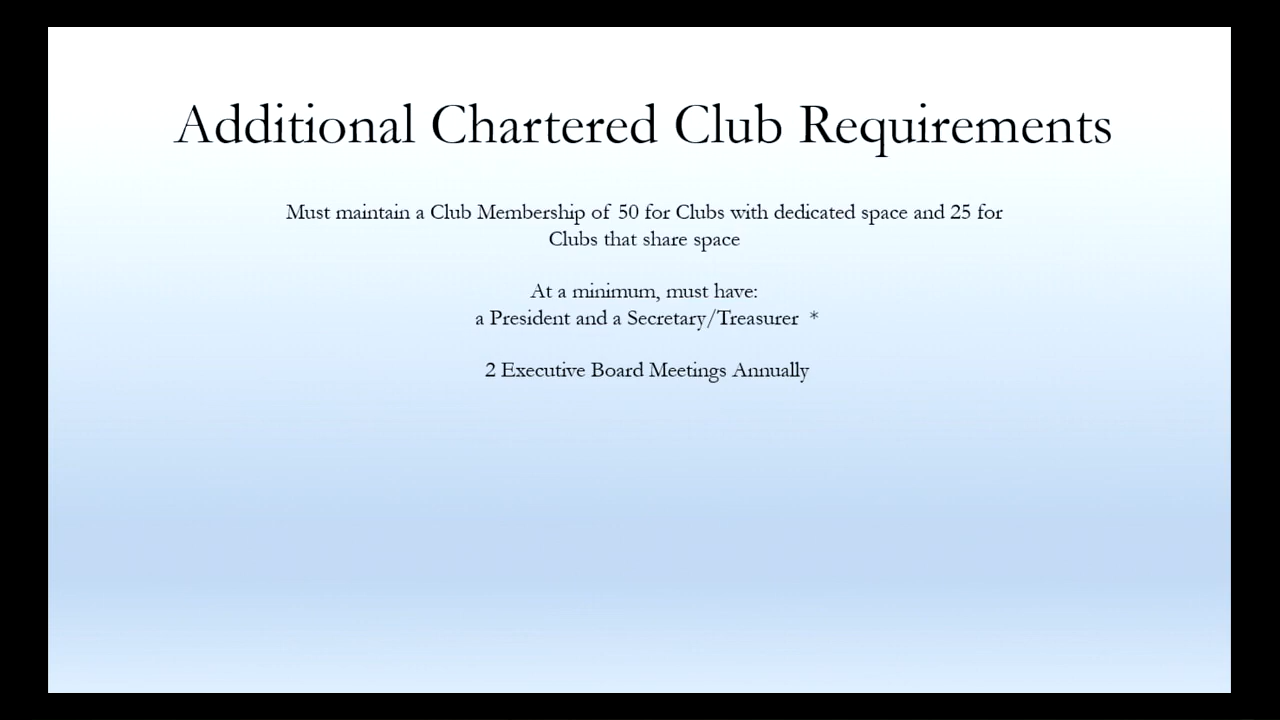 Additional Chartered Club Requirements
Must maintain a Club Membership of 50 for Clubs with dedicated space and 25 for
Clubs that share space
At a minimum, must have:
a President and a Secretary/Treasurer *
2 Executive Board Meetings Annually